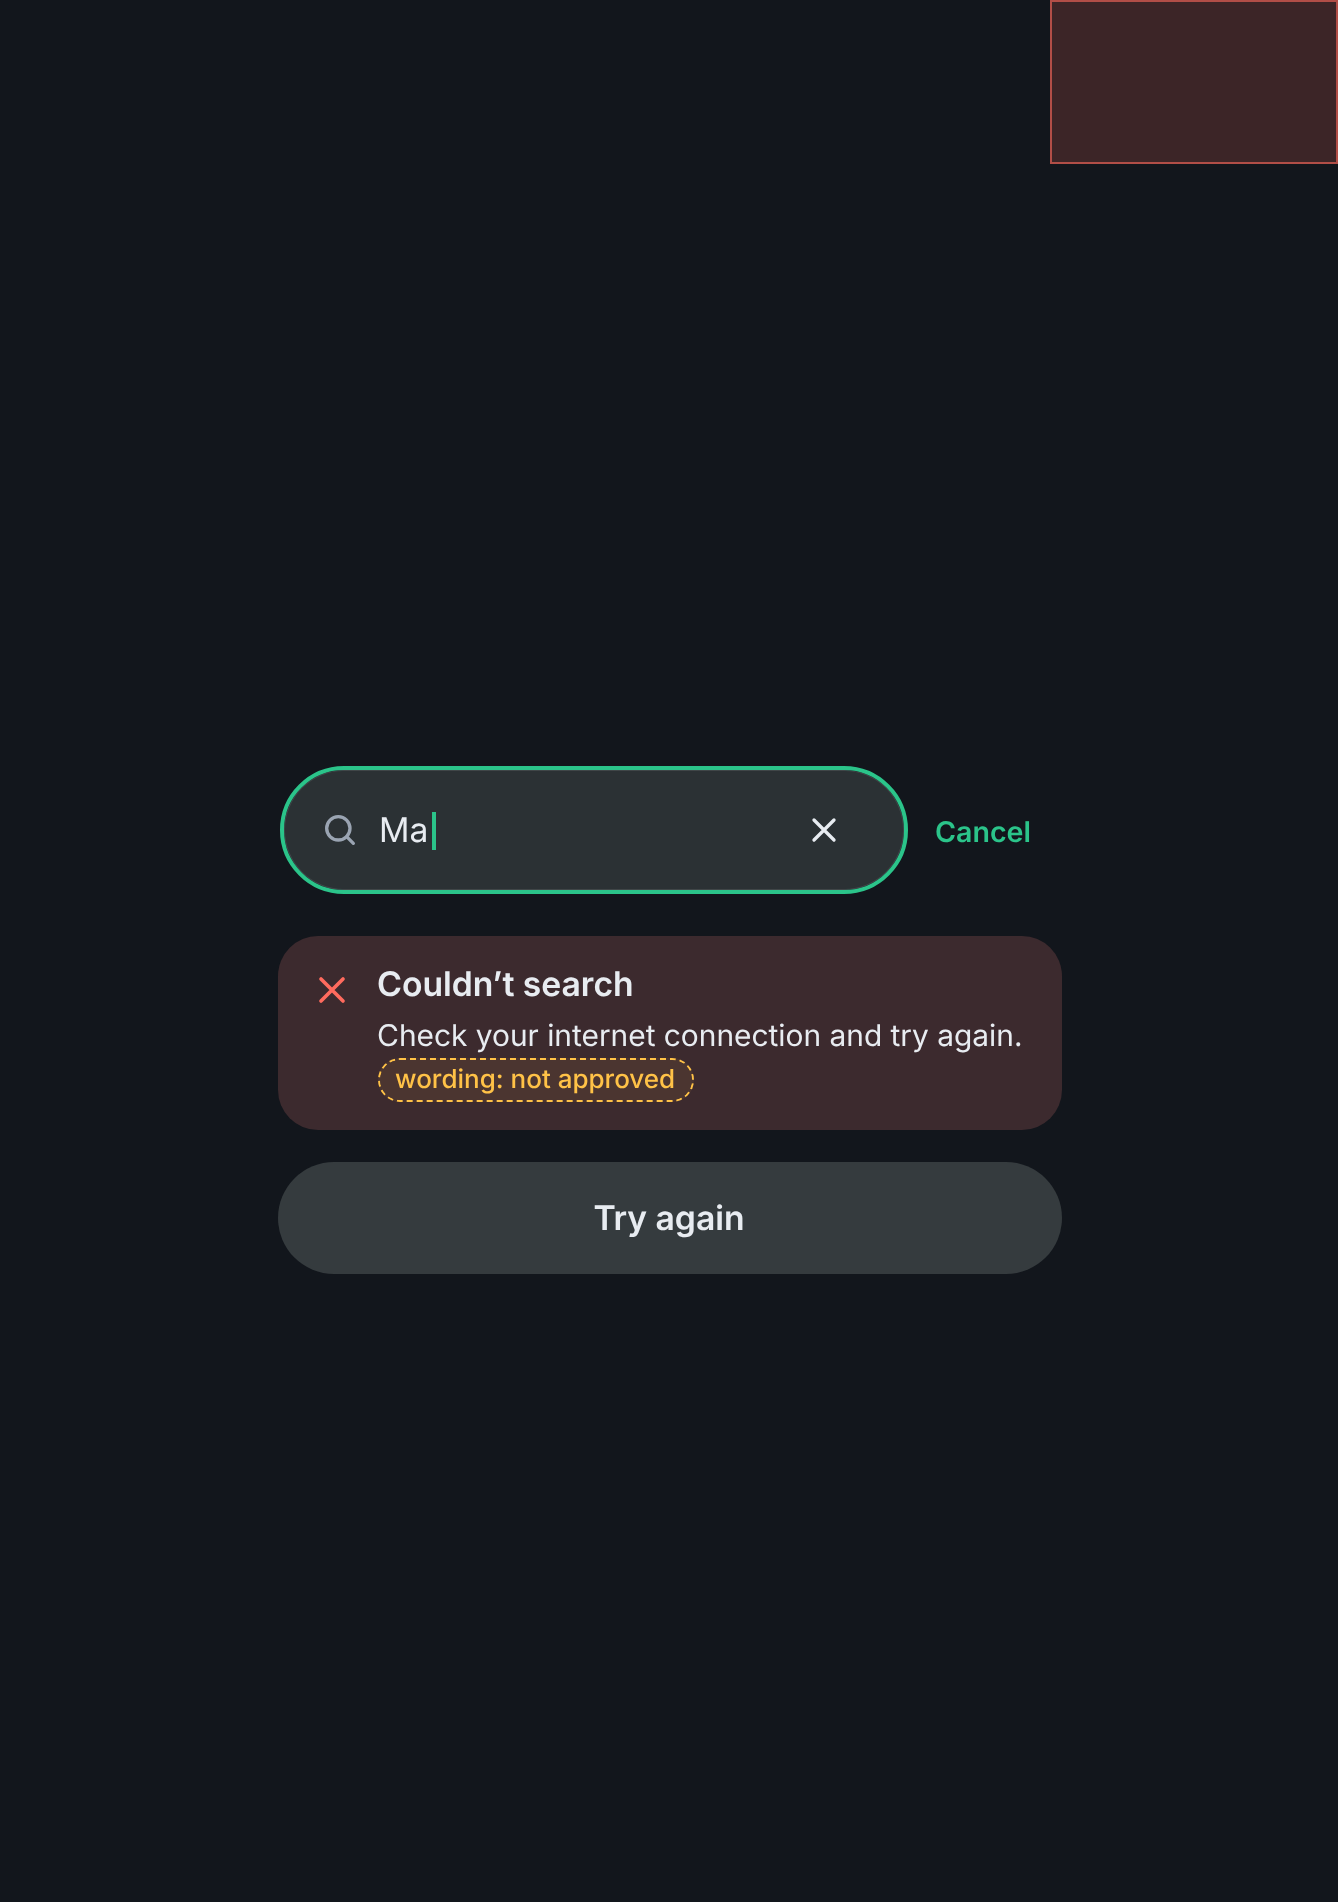 Ma
Cancel
Couldn’t search
Check your internet connection and try again.
wording: not approved
Try again